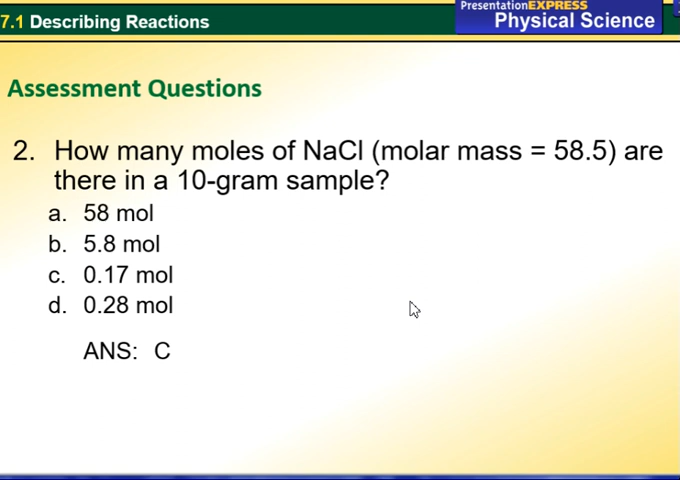 PresentationEXPRESS
7.1 Describing Reactions
Physical Science
Assessment Questions
2. How many moles of NaCl (molar mass = 58.5) are
there in a 10-gram sample?
a. 58 mol
b. 5.8 mol
c. 0.17 mol
d. 0.28 mol
ANS: C